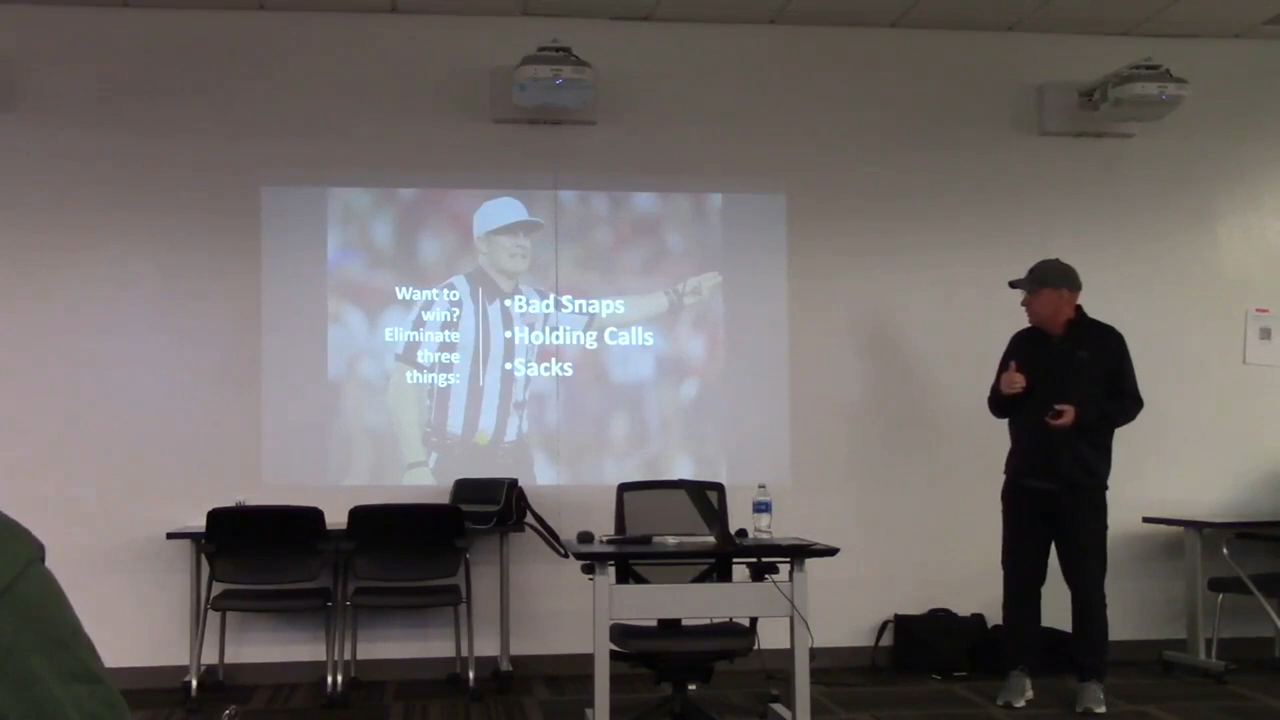 Want to
win?
Eliminate
three
things:
•Bad Snaps
•Holding Calls
•Sacks